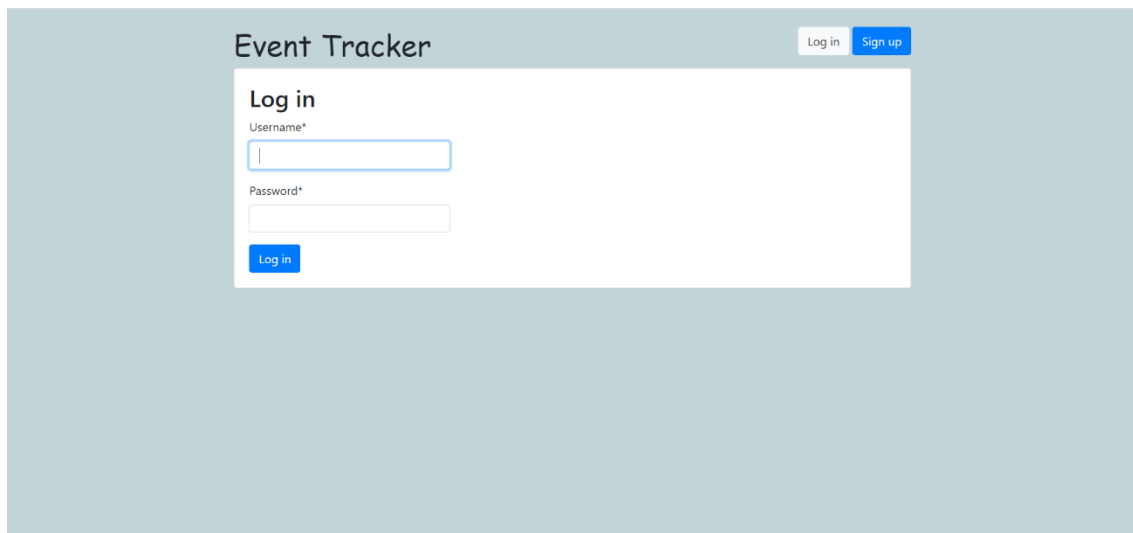 Event Tracker
Log in
Sign up
Log in
Username*
Password*
Log in